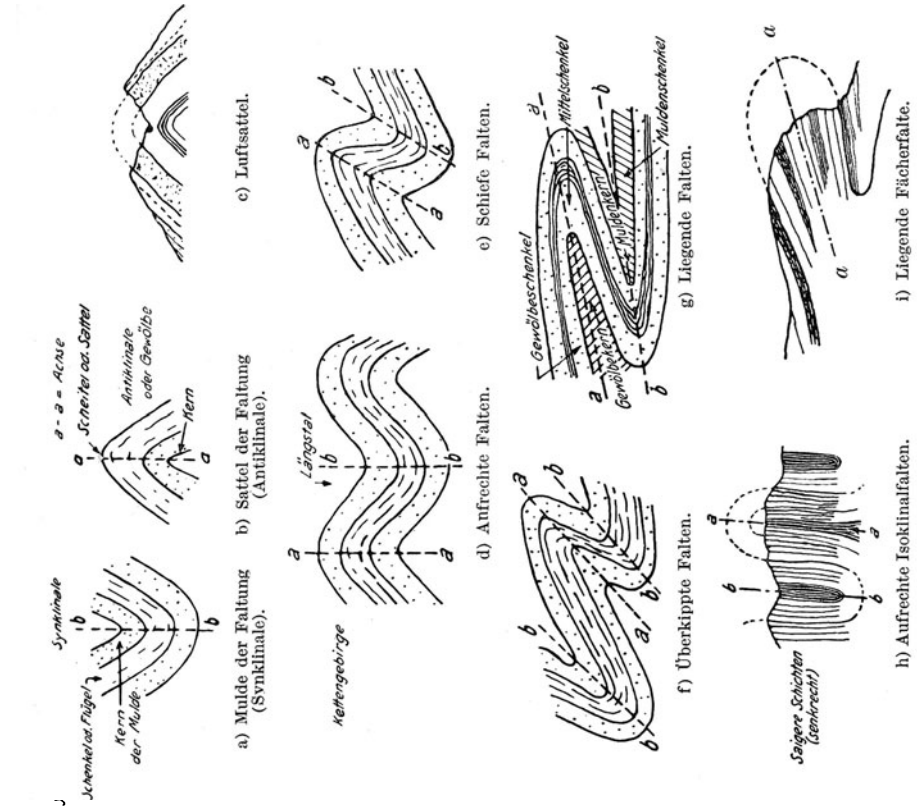 Synklinale
b
Schenkel od. Flügel
Kern
der Mulde
b
a) Mulde der Faltung
(Synklinale).
a - a = Achse
Scheitel od. Sattel
a
Antiklinale
oder Gewölbe
Kern
a
b) Sattel der Faltung
(Antiklinale).
c) Luftsattel.
Kettengebirge
Längstal
a
b
a
b
d) Aufrechte Falten.
a
b
a
b
e) Schiefe Falten.
b
a
b
b
a
b
f) Überkippte Falten.
Gewölbeschenkel
a
Mittelschenkel
b
a
Gewölbekern
Muldenkern
b
Muldenschenkel
g) Liegende Falten.
Saigere Schichten
(senkrecht)
b
a
b
a
h) Aufrechte Isoklinalfalten.
a
a
i) Liegende Fächerfalte.